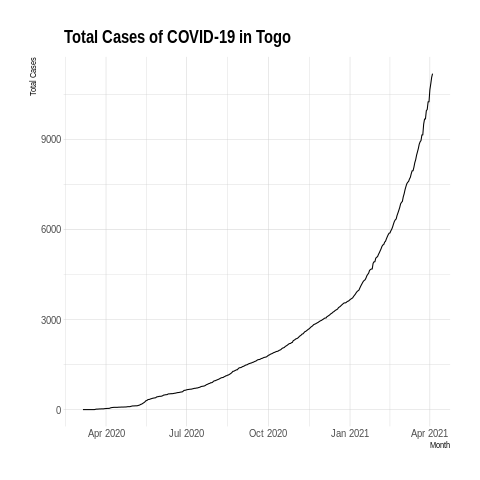 Total Cases of COVID-19 in Togo
Total Cases
9000
6000
3000
0
Apr 2020 Jul 2020 Oct 2020 Jan 2021 Apr 2021
Month